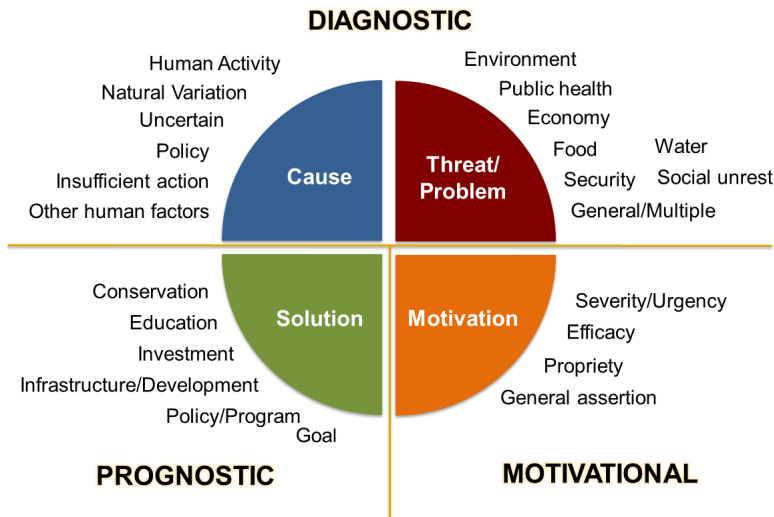 DIAGNOSTIC
Human Activity
Natural Variation
Uncertain
Policy
Insufficient action
Other human factors
Cause
Environment
Public health
Economy
Food
Water
Security
Social unrest
General/Multiple
Threat/
Problem
Conservation
Education
Investment
Infrastructure/Development
Policy/Program
Goal
Solution
PROGNOSTIC
Motivation
Severity/Urgency
Efficacy
Propriety
General assertion
MOTIVATIONAL